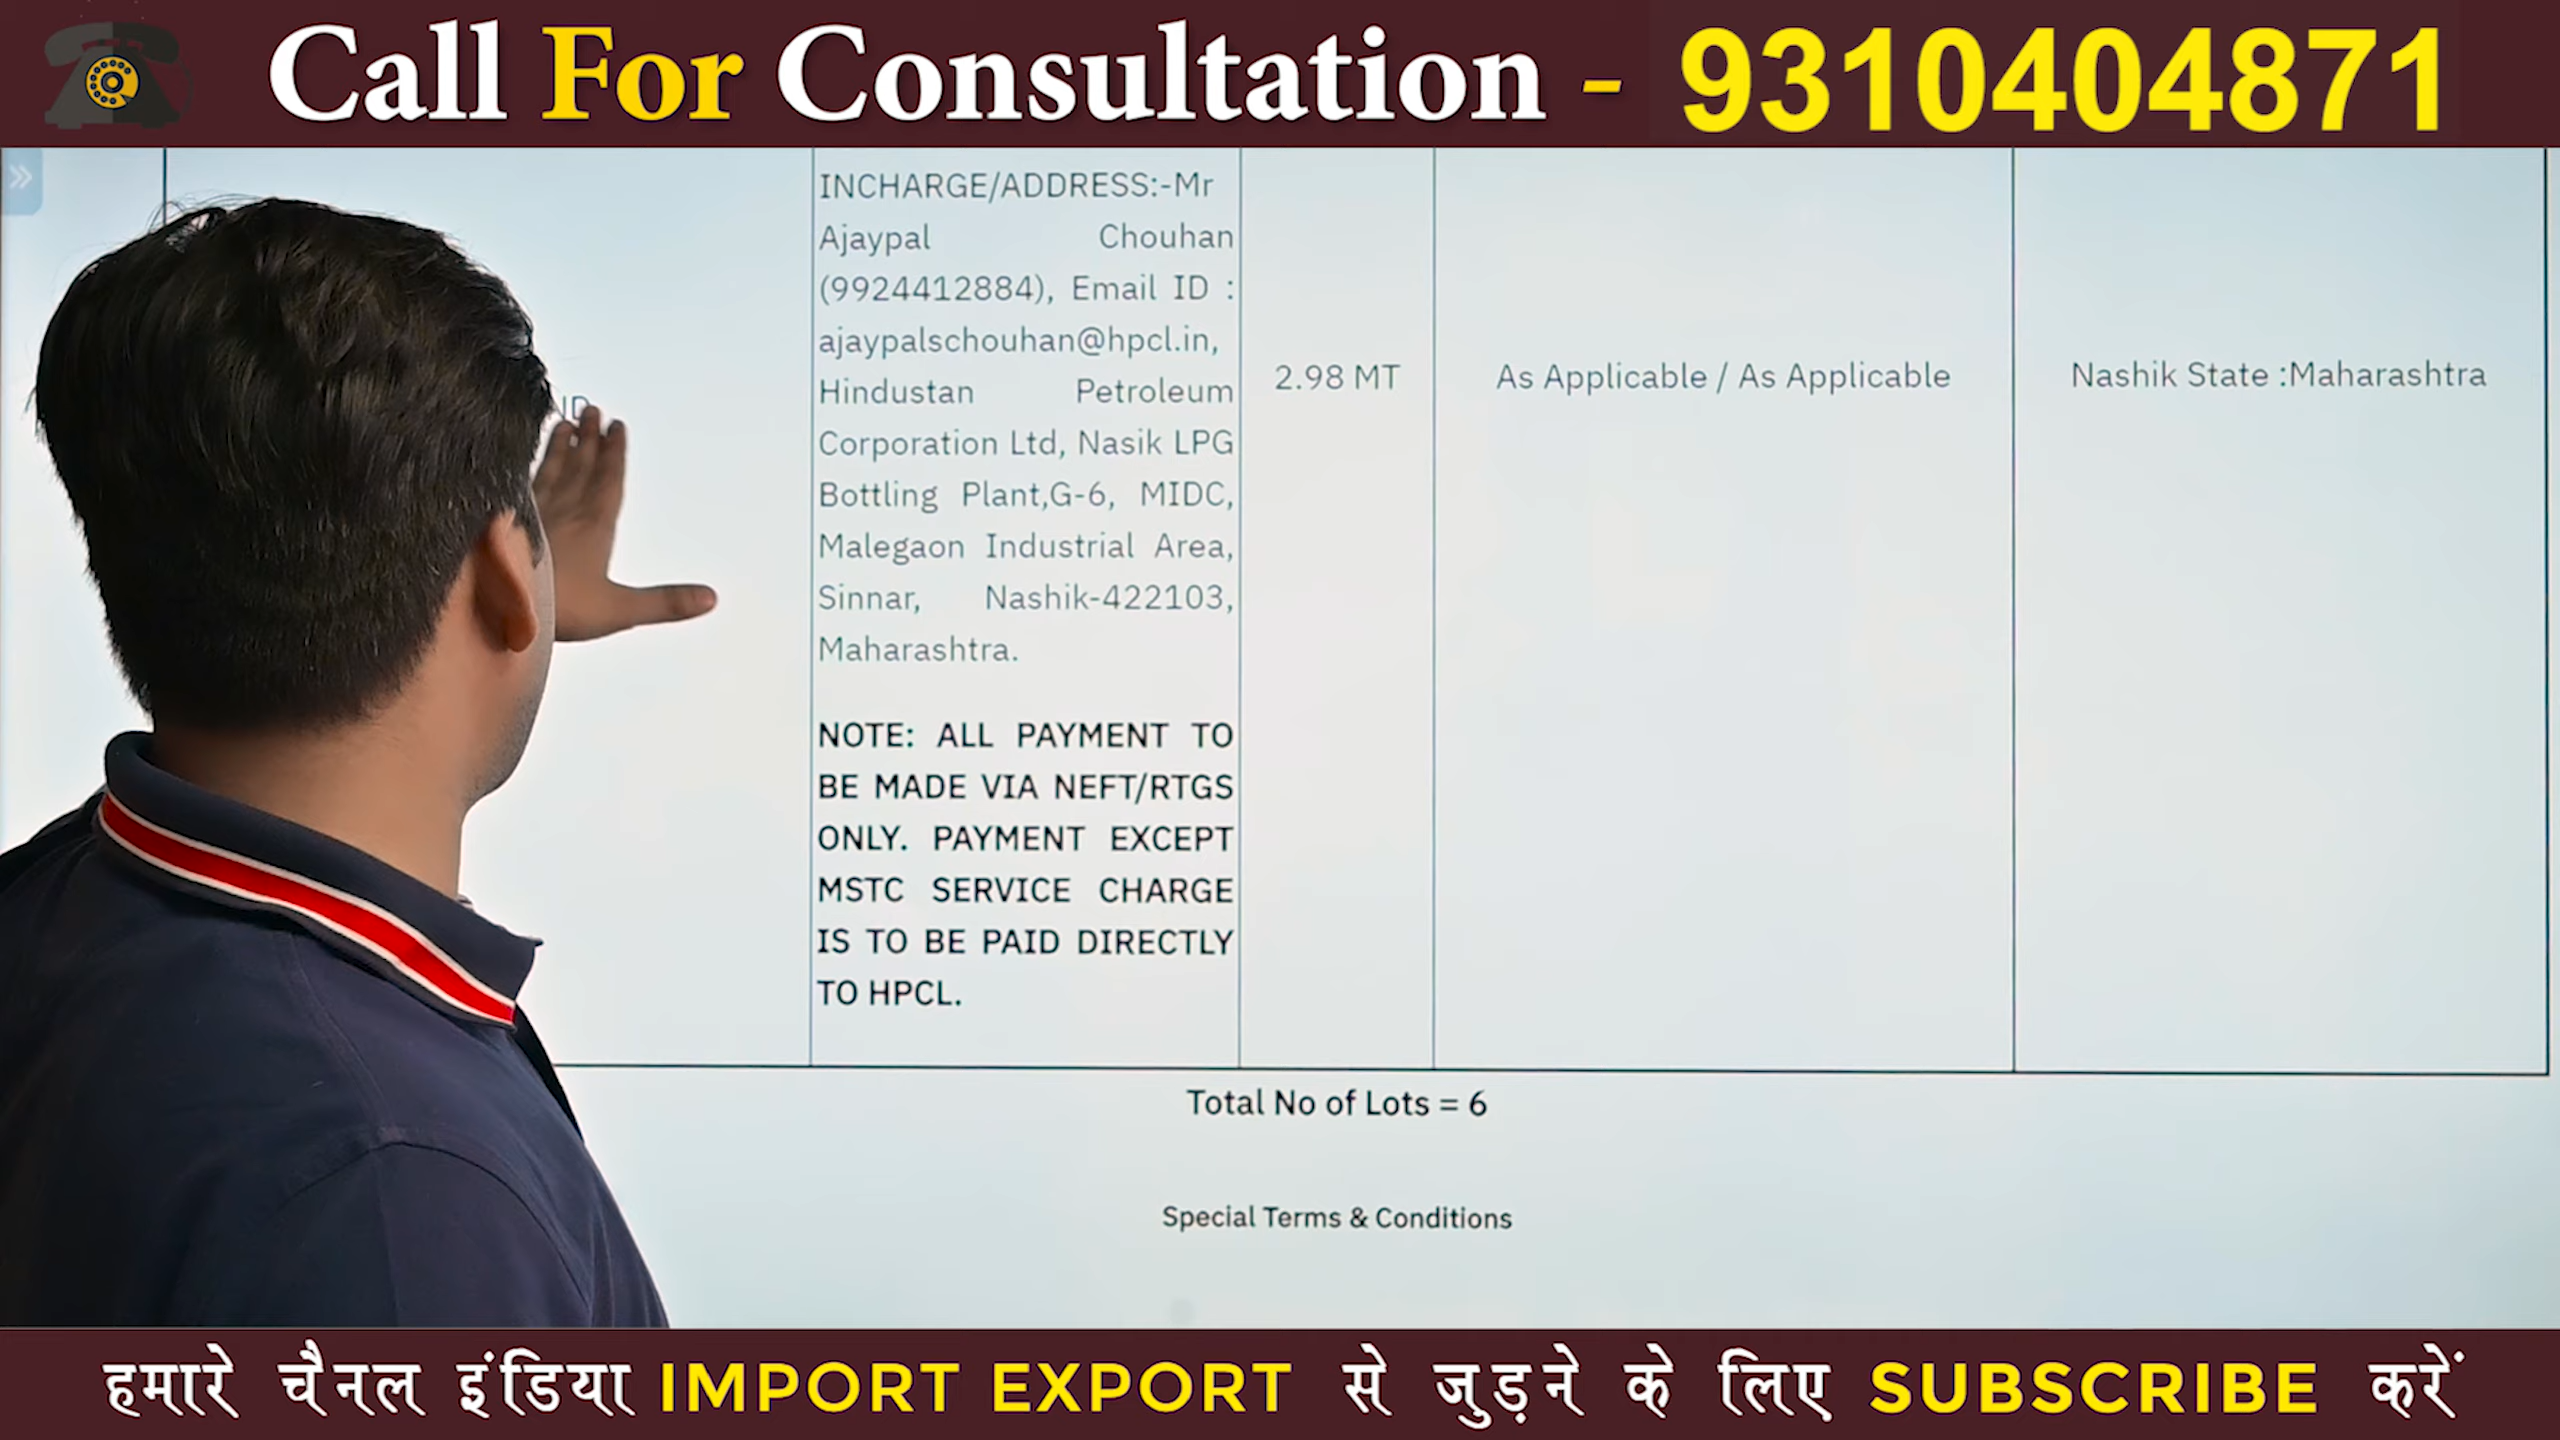 Call For Consultation - 9310404871
INCHARGE/ADDRESS:-Mr
Ajaypal Chouhan
(9924412884), Email ID :
ajaypalschouhan@hpcl.in,
Hindustan Petroleum
Corporation Ltd, Nasik LPG
Bottling Plant,G-6, MIDC,
Malegaon Industrial Area,
Sinnar, Nashik-422103,
Maharashtra.
NOTE: ALL PAYMENT TO
BE MADE VIA NEFT/RTGS
ONLY. PAYMENT EXCEPT
MSTC SERVICE CHARGE
IS TO BE PAID DIRECTLY
TO HPCL.
2.98 MT
As Applicable / As Applicable
Nashik State :Maharashtra
Total No of Lots = 6
Special Terms & Conditions
हमारे चैनल इंडिया IMPORT EXPORT से जुड़ने के लिए SUBSCRIBE करें